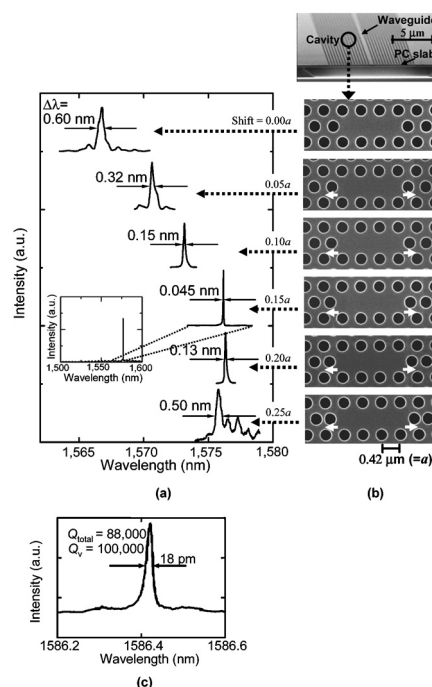 Waveguide
Cavity
5 µm
PC slab
(a)
Δλ=
0.60 nm
Shift = 0.00a
0.32 nm
0.05a
0.15 nm
0.10a
0.045 nm
0.15a
0.13 nm
0.20a
0.50 nm
0.25a
Intensity (a.u.)
Intensity (a.u.)
1,500 1,550 1,600
Wavelength (nm)
1,565 1,570 1,575 1,580
Wavelength (nm)
0.42 µm (=a)
(a)
(b)
Qtotal = 88,000
Qv = 100,000
18 pm
Intensity (a.u.)
1586.2 1586.4 1586.6
Wavelength (nm)
(c)